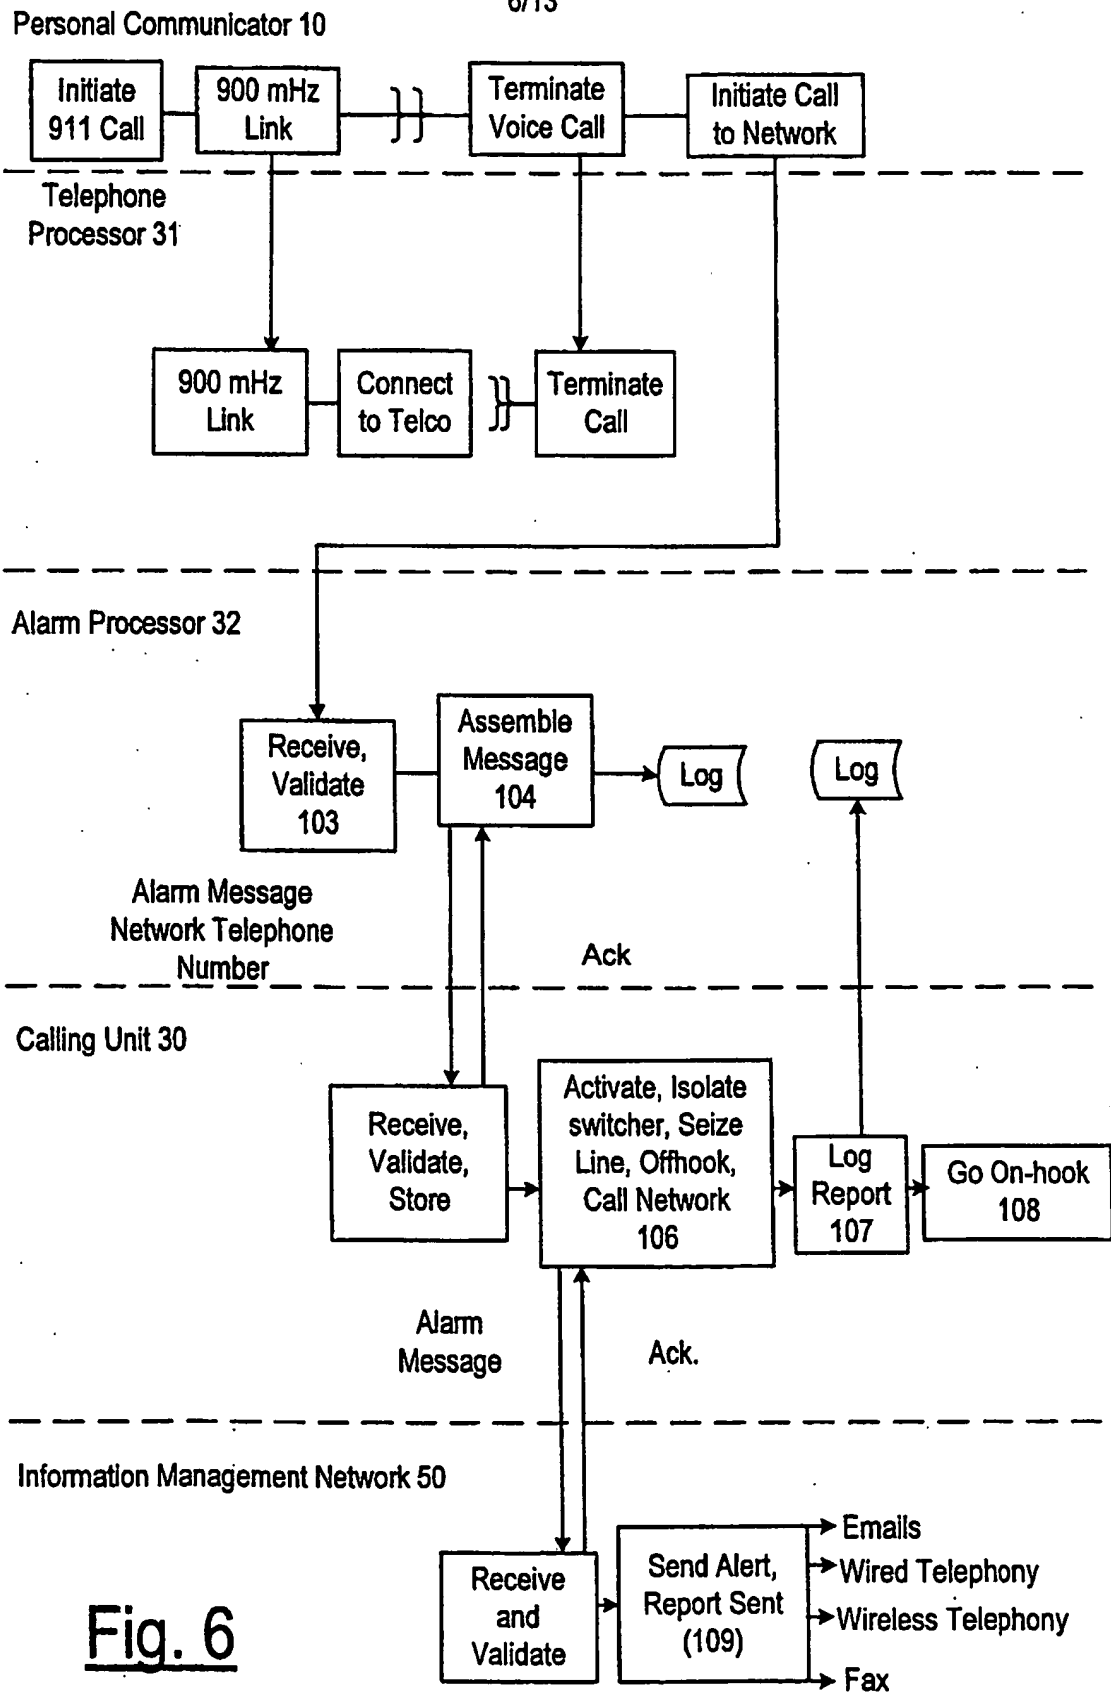 6/13
Personal Communicator 10
Initiate
911 Call
900 mHz
Link
Terminate
Voice Call
Initiate Call
to Network
Telephone
Processor 31
900 mHz
Link
Connect
to Telco
Terminate
Call
Alarm Processor 32
Receive,
Validate
103
Assemble
Message
104
Log
Log
Alarm Message
Network Telephone
Number
Ack
Calling Unit 30
Receive,
Validate,
Store
Activate, Isolate
switcher, Seize
Line, Offhook,
Call Network
106
Log
Report
107
Go On-hook
108
Alarm
Message
Ack.
Information Management Network 50
Receive
and
Validate
Send Alert,
Report Sent
(109)
Emails
Wired Telephony
Wireless Telephony
Fax
Fig. 6